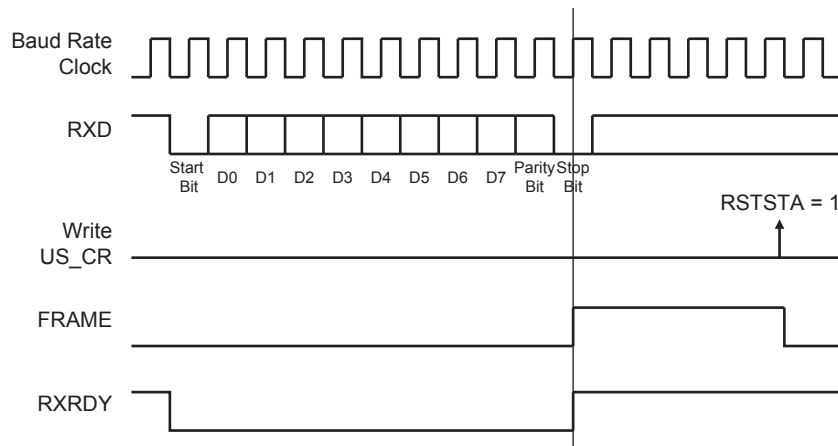 Baud Rate
Clock
RXD
Start
Bit
D0 D1 D2 D3 D4 D5 D6 D7
Parity
Bit
Stop
Bit
RSTSTA = 1
Write
US_CR
FRAME
RXRDY